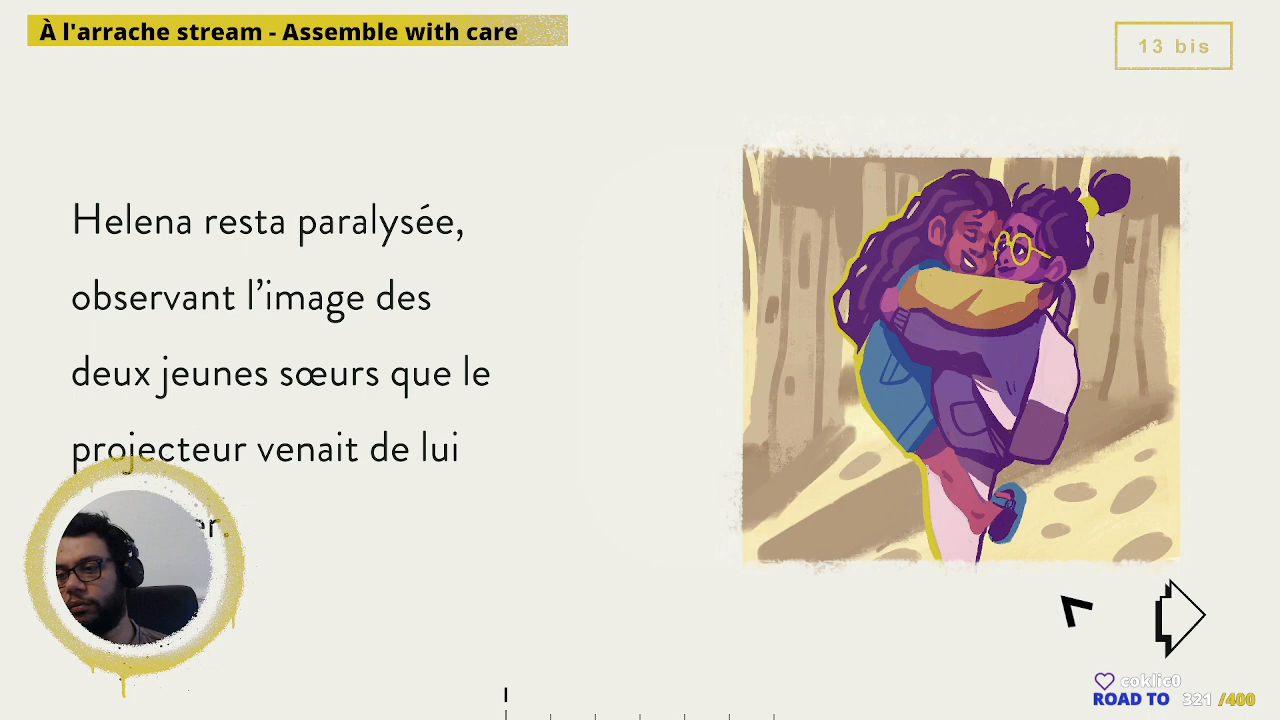 À l'arrache stream - Assemble with care
13 bis
Helena resta paralysée,
observant l’image des
deux jeunes sœurs que le
projecteur venait de lui
coklic0
ROAD TO 321 /400